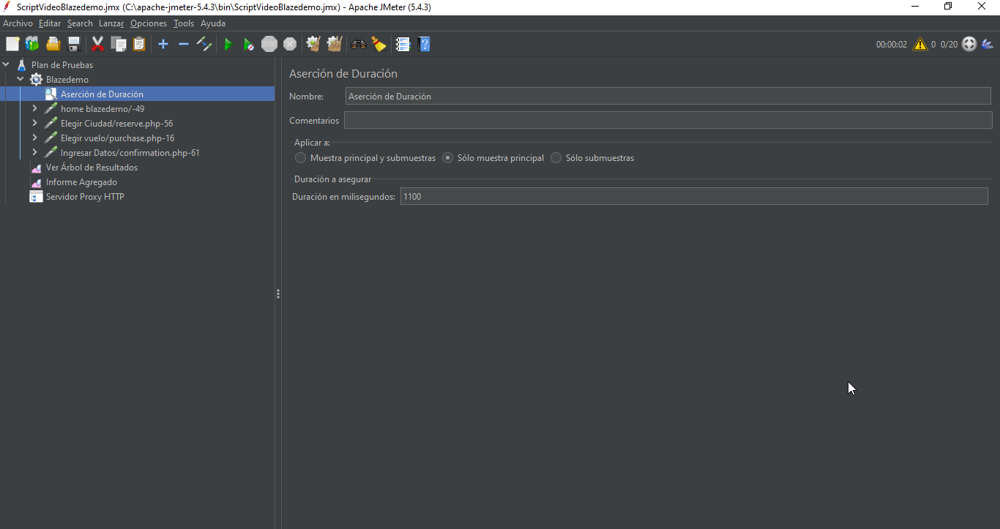 ScriptVideoBlazedemo.jmx (C:\apache-jmeter-5.4.3\bin\ScriptVideoBlazedemo.jmx) - Apache JMeter (5.4.3)
Archivo Editar Search Lanzar Opciones Tools Ayuda
00:00:02 0 0/20
Plan de Pruebas
Blazedemo
Aserción de Duración
home blazedemo/-49
Elegir Ciudad/reserve.php-56
Elegir vuelo/purchase.php-16
Ingresar Datos/confirmation.php-61
Ver Árbol de Resultados
Informe Agregado
Servidor Proxy HTTP
Aserción de Duración
Nombre: Aserción de Duración
Comentarios
Aplicar a:
Muestra principal y submuestras Sólo muestra principal Sólo submuestras
Duración a asegurar
Duración en milisegundos: 1100